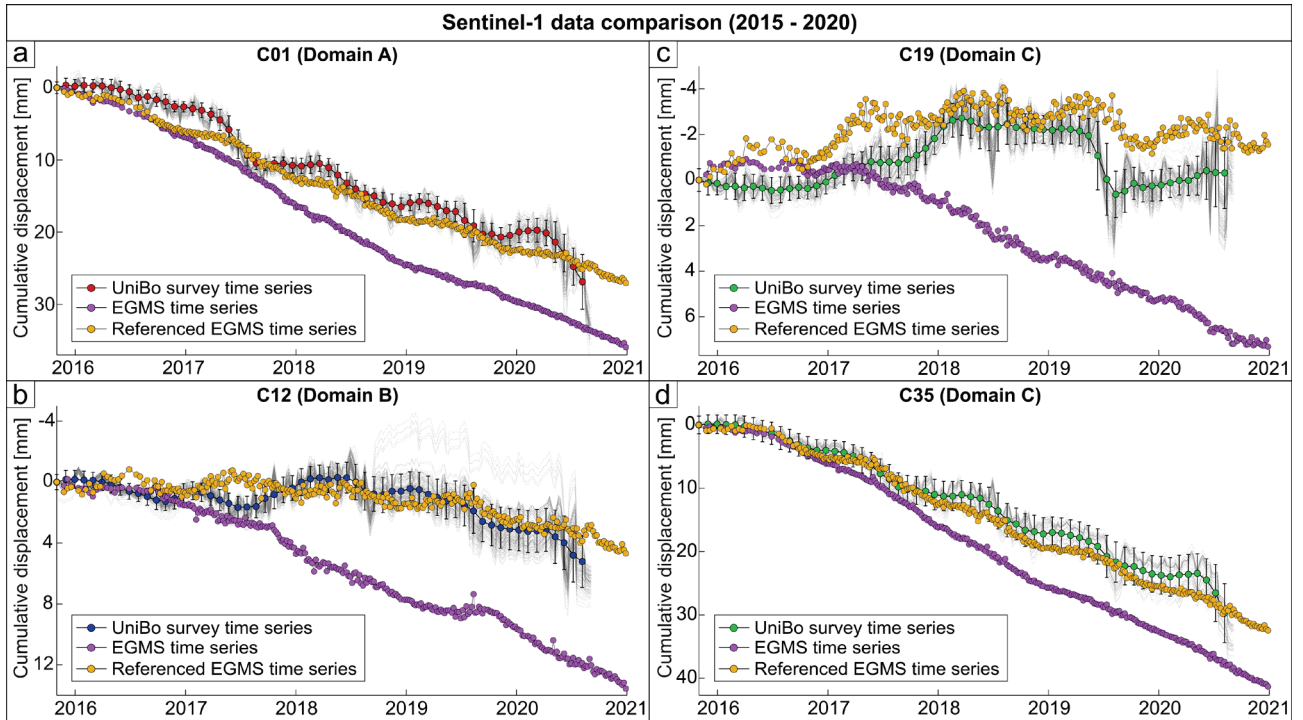 Sentinel-1 data comparison (2015 - 2020)
a
C01 (Domain A)
Cumulative displacement [mm]
0
10
20
30
UniBo survey time series
EGMS time series
Referenced EGMS time series
2016 2017 2018 2019 2020 2021
c
C19 (Domain C)
Cumulative displacement [mm]
-4
-2
0
2
4
6
UniBo survey time series
EGMS time series
Referenced EGMS time series
2016 2017 2018 2019 2020 2021
b
C12 (Domain B)
Cumulative displacement [mm]
-4
0
4
8
12
UniBo survey time series
EGMS time series
Referenced EGMS time series
2016 2017 2018 2019 2020 2021
d
C35 (Domain C)
Cumulative displacement [mm]
0
10
20
30
40
UniBo survey time series
EGMS time series
Referenced EGMS time series
2016 2017 2018 2019 2020 2021